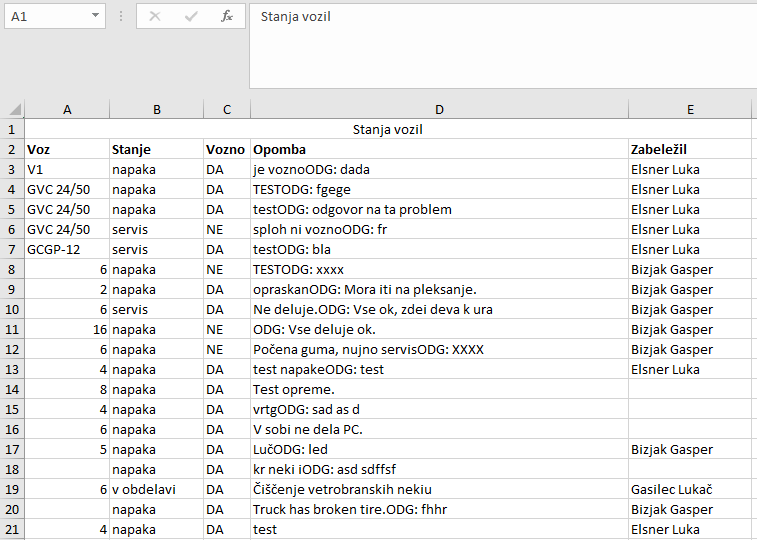 A1 fx Stanja vozil
A B C D E
1 Stanja vozil
2 Voz Stanje Vozno Opomba Zabeležil
3 V1 napaka DA je voznoODG: dada Elsner Luka
4 GVC 24/50 napaka DA TESTODG: fgege Elsner Luka
5 GVC 24/50 napaka DA testODG: odgovor na ta problem Elsner Luka
6 GVC 24/50 servis NE sploh ni voznoODG: fr Elsner Luka
7 GCGP-12 servis DA testODG: bla Elsner Luka
8 6 napaka NE TESTODG: xxxx Bizjak Gasper
9 2 napaka DA opraskanODG: Mora iti na pleksanje. Bizjak Gasper
10 6 servis DA Ne deluje.ODG: Vse ok, zdei deva k ura Bizjak Gasper
11 16 napaka NE ODG: Vse deluje ok. Bizjak Gasper
12 6 napaka NE Počena guma, nujno servisODG: XXXX Bizjak Gasper
13 4 napaka DA test napakeODG: test Elsner Luka
14 8 napaka DA Test opreme.
15 4 napaka DA vrtgODG: sad as d
16 6 napaka DA V sobi ne dela PC.
17 5 napaka DA LučODG: led Bizjak Gasper
18 napaka DA kr neki iODG: asd sdffsf
19 6 v obdelavi DA Čiščenje vetrobranskih nekiu Gasilec Lukač
20 napaka DA Truck has broken tire.ODG: fhhr Bizjak Gasper
21 4 napaka DA test Elsner Luka